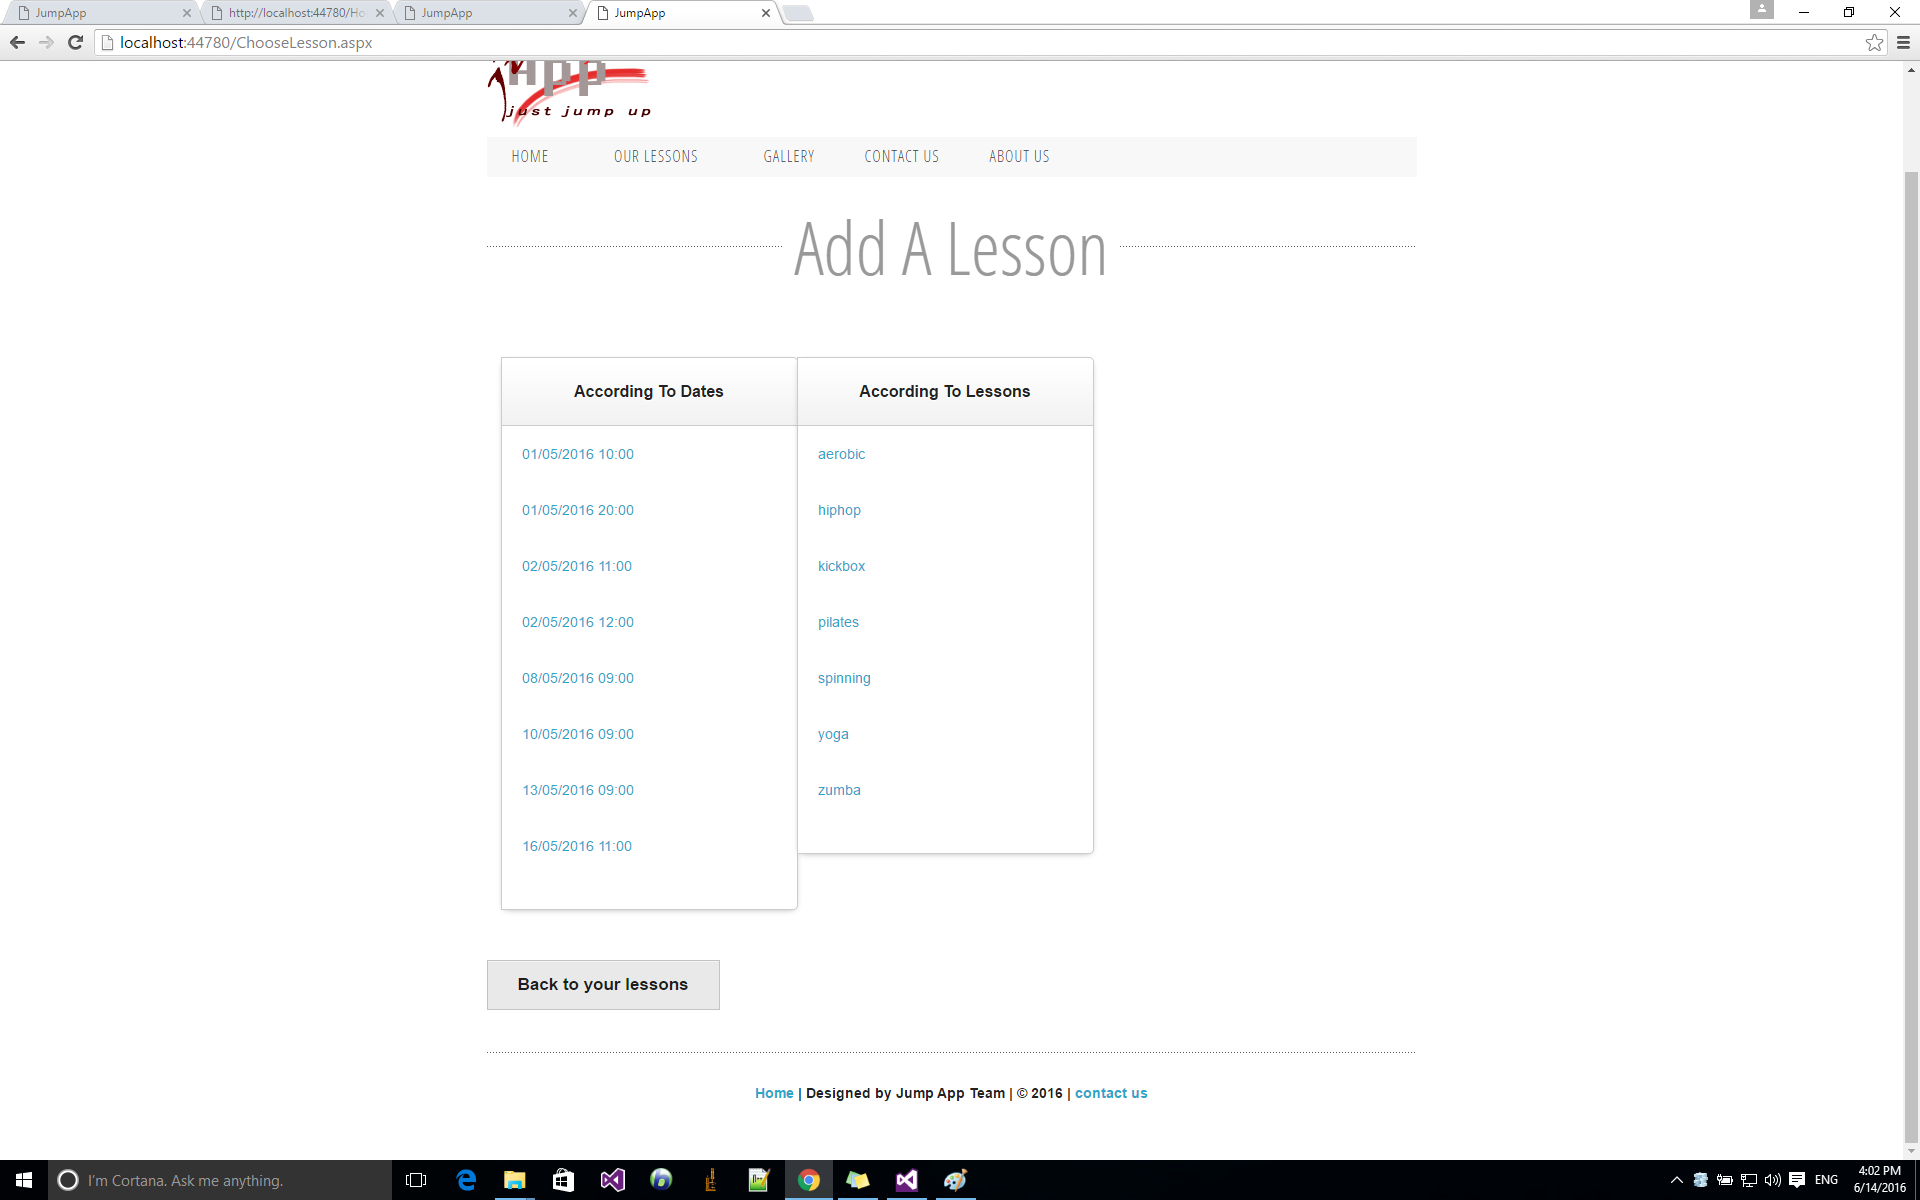 JumpApp
http://localhost:44780/Ho
JumpApp
JumpApp
localhost:44780/ChooseLesson.aspx
App
just jump up
HOME OUR LESSONS GALLERY CONTACT US ABOUT US
Add A Lesson
According To Dates
01/05/2016 10:00
01/05/2016 20:00
02/05/2016 11:00
02/05/2016 12:00
08/05/2016 09:00
10/05/2016 09:00
13/05/2016 09:00
16/05/2016 11:00
According To Lessons
aerobic
hiphop
kickbox
pilates
spinning
yoga
zumba
Back to your lessons
Home | Designed by Jump App Team | © 2016 | contact us
I'm Cortana. Ask me anything.
ENG
4:02 PM
6/14/2016